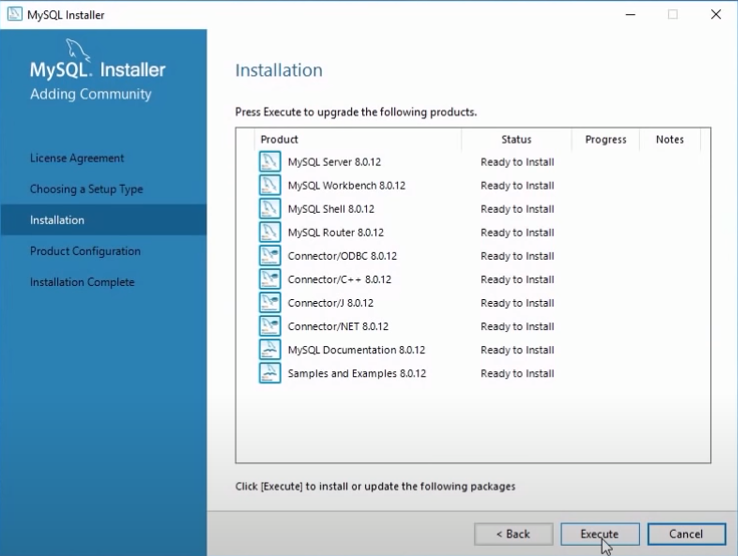 MySQL Installer
MySQL. Installer
Adding Community
License Agreement
Choosing a Setup Type
Installation
Product Configuration
Installation Complete
Installation
Press Execute to upgrade the following products.
Product Status Progress Notes
MySQL Server 8.0.12 Ready to Install
MySQL Workbench 8.0.12 Ready to Install
MySQL Shell 8.0.12 Ready to Install
MySQL Router 8.0.12 Ready to Install
Connector/ODBC 8.0.12 Ready to Install
Connector/C++ 8.0.12 Ready to Install
Connector/J 8.0.12 Ready to Install
Connector/NET 8.0.12 Ready to Install
MySQL Documentation 8.0.12 Ready to Install
Samples and Examples 8.0.12 Ready to Install
Click [Execute] to install or update the following packages
< Back Execute Cancel